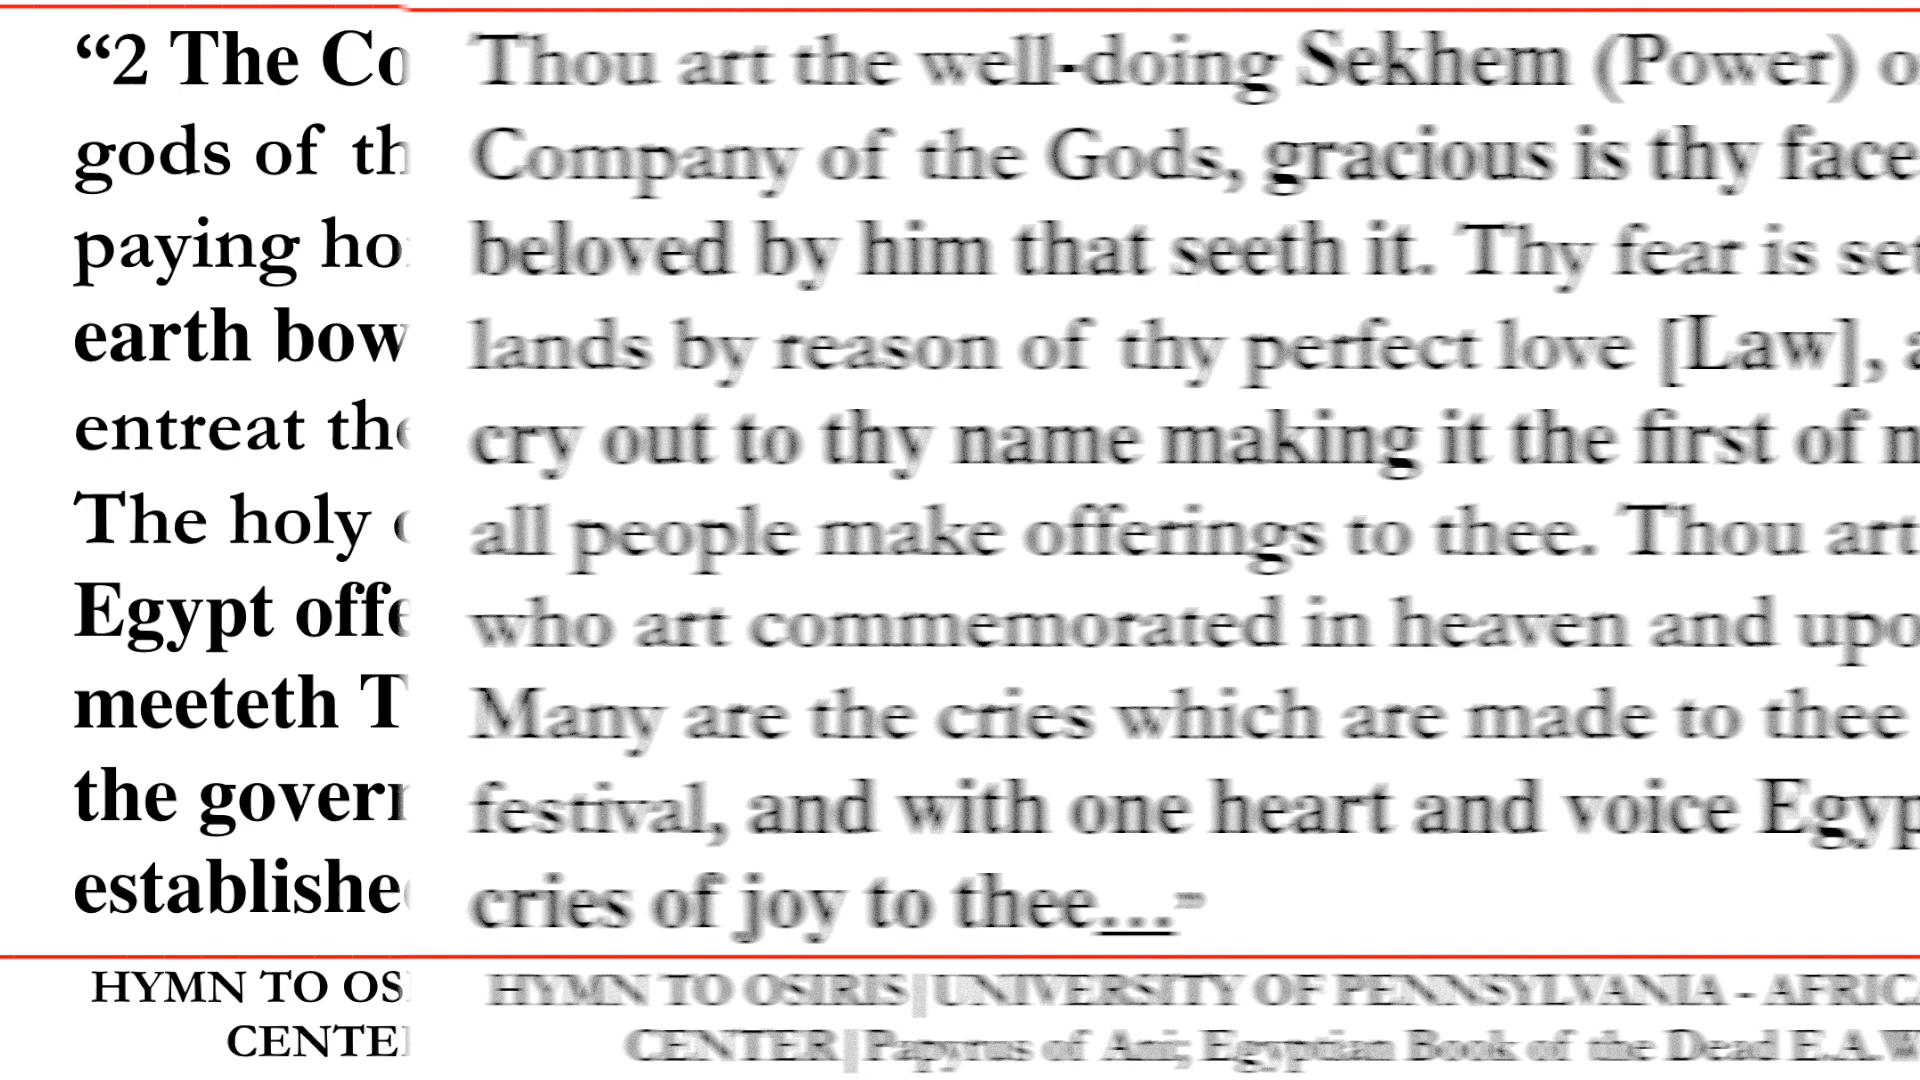 “2 The Co
gods of th
paying ho
earth bow
entreat the
The holy
Egypt offe
meeteth T
the govern
established
HYMN TO OS
CENTE
Thou art the well-doing Sekhem (Power) o
Company of the Gods, gracious is thy face
beloved by him that seeth it. Thy fear is set
lands by reason of thy perfect love [Law], a
cry out to thy name making it the first of n
all people make offerings to thee. Thou art
who art commemorated in heaven and upo
Many are the cries which are made to thee
festival, and with one heart and voice Egyp
cries of joy to thee...”
HYMN TO OSIRIS|UNIVERSITY OF PENNSYLVANIA - AFRICA
CENTER|Papyrus of Ani; Egyptian Book of the Dead E.A.W